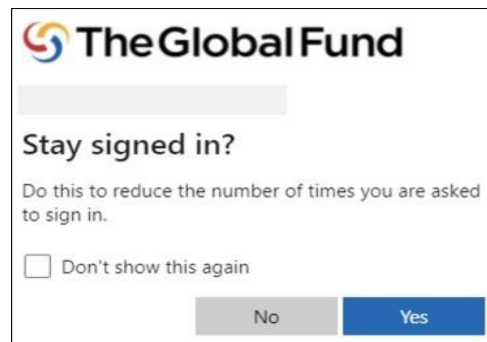 The Global Fund
Stay signed in?
Do this to reduce the number of times you are asked
to sign in.
Don't show this again
No
Yes